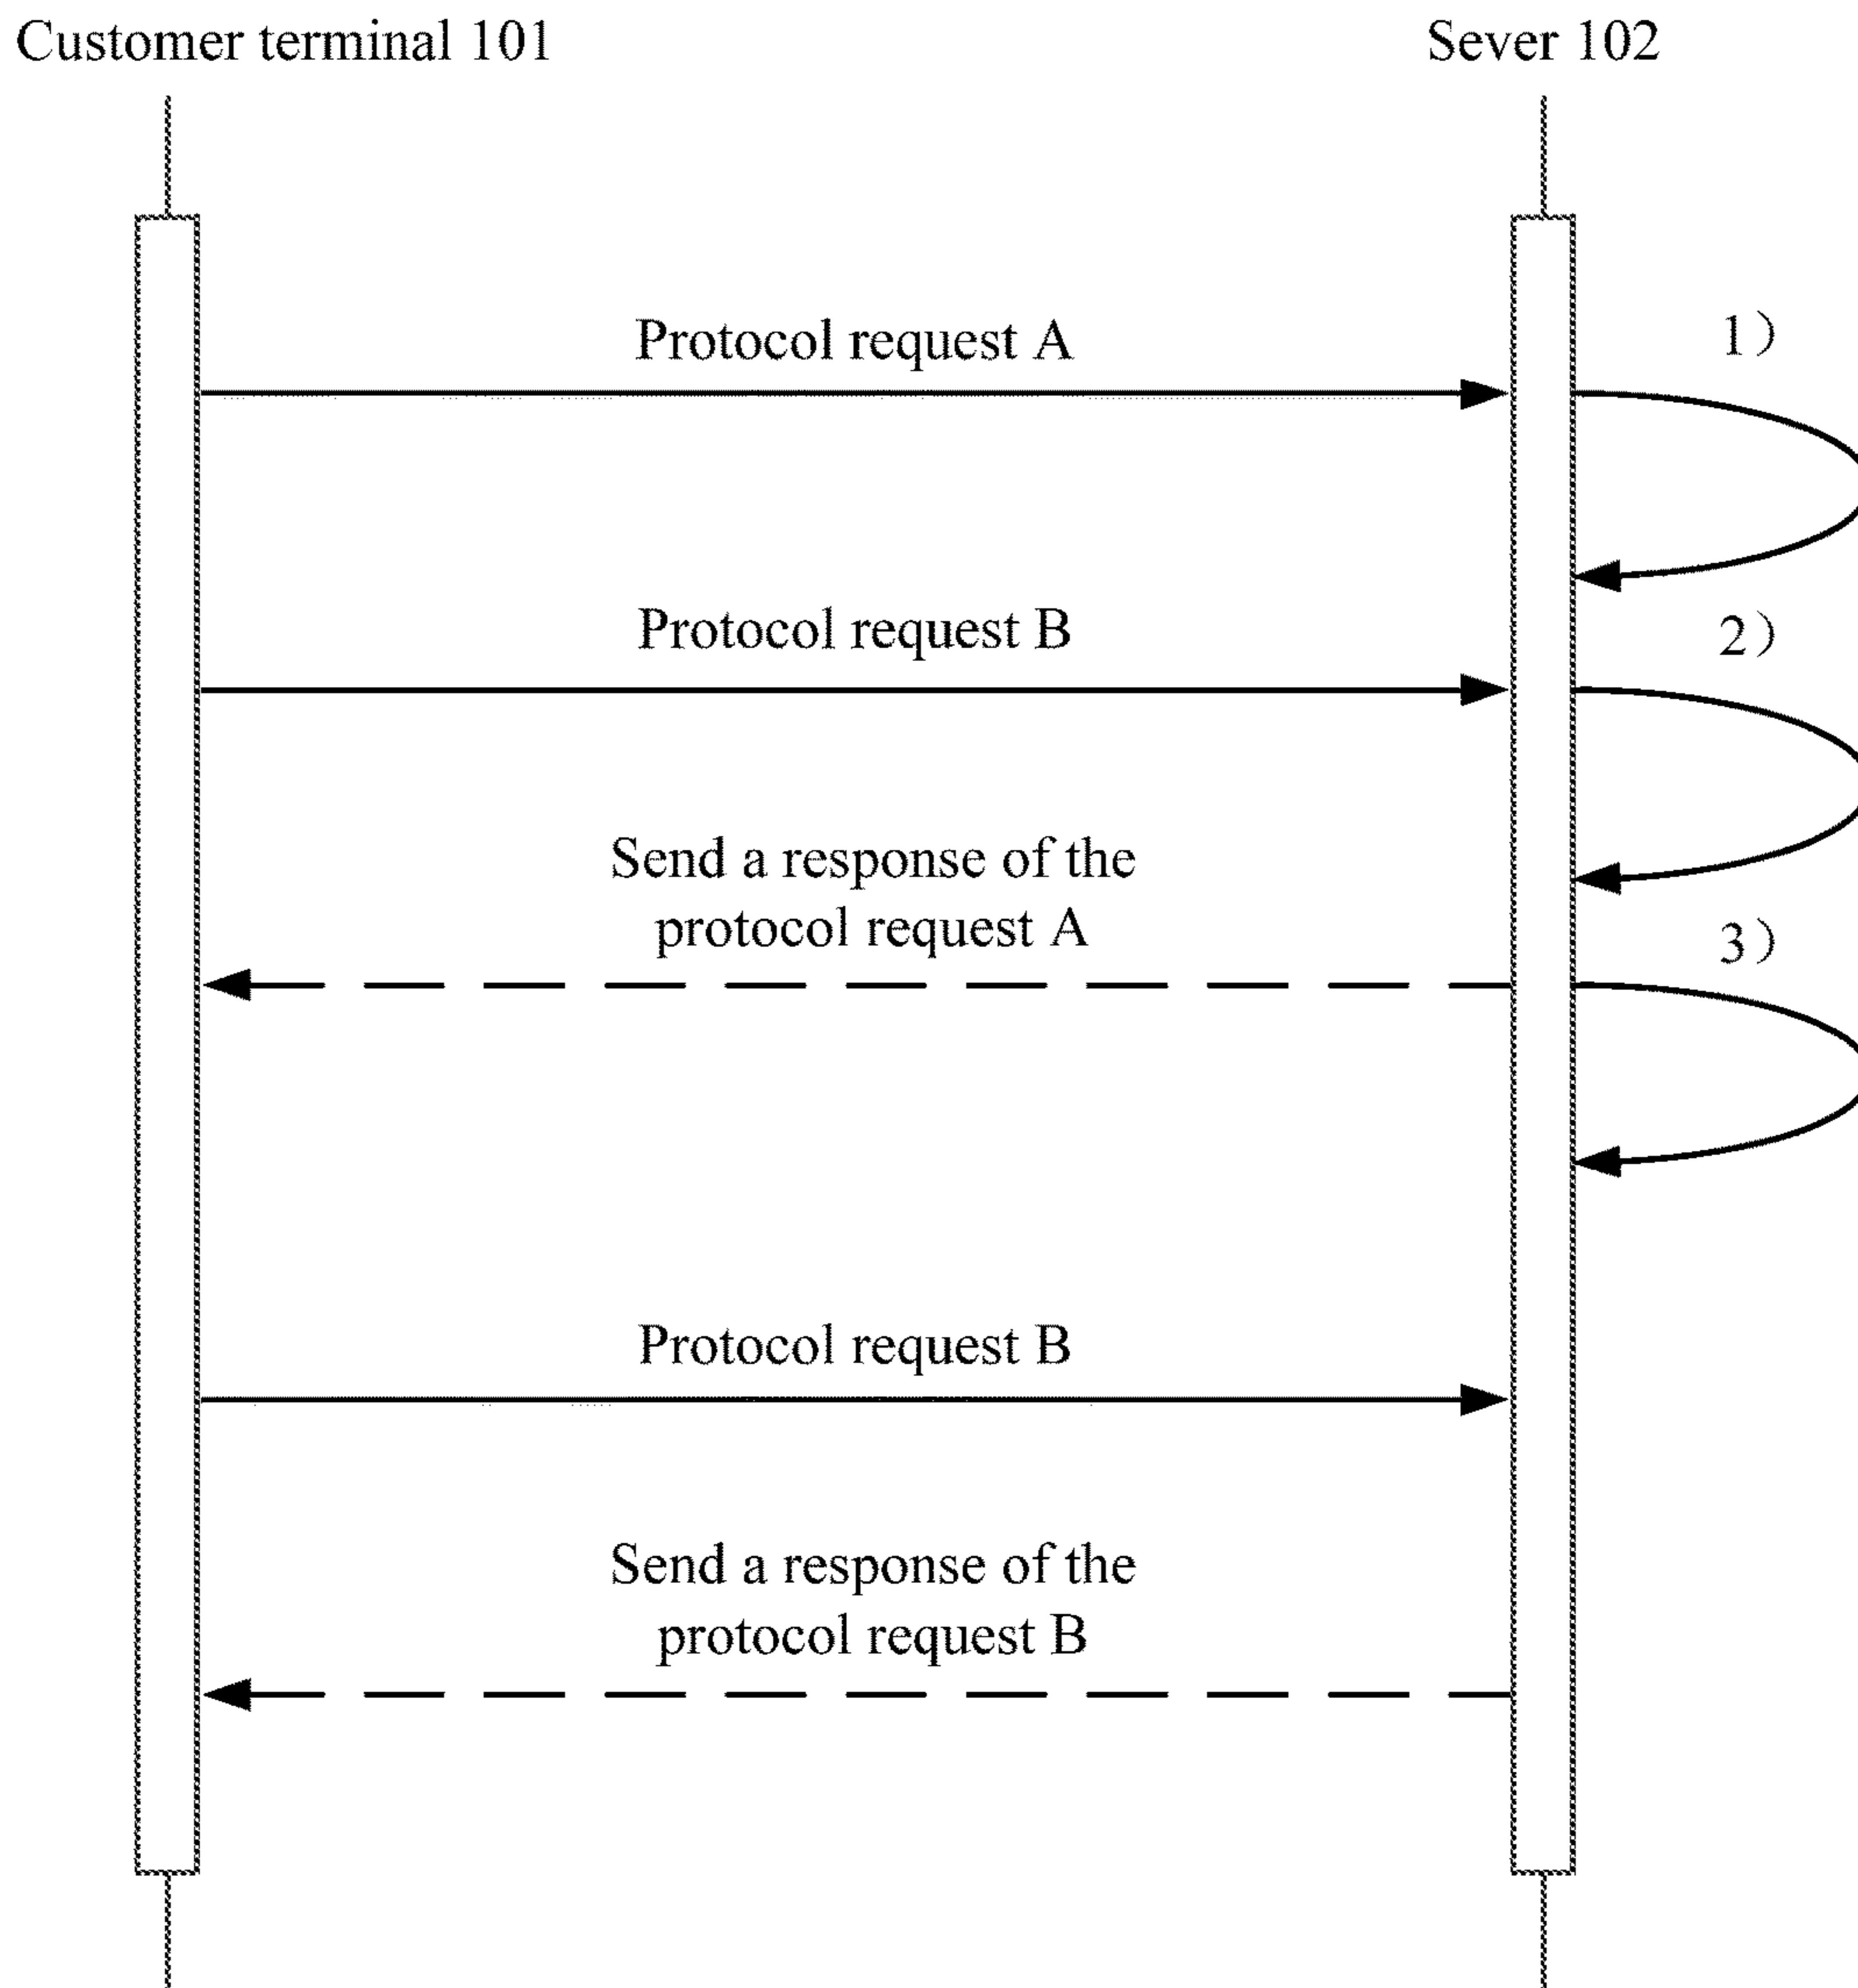 Customer terminal 101
Sever 102
Protocol request A
1）
Protocol request B
2）
Send a response of the
protocol request A
3）
Protocol request B
Send a response of the
protocol request B